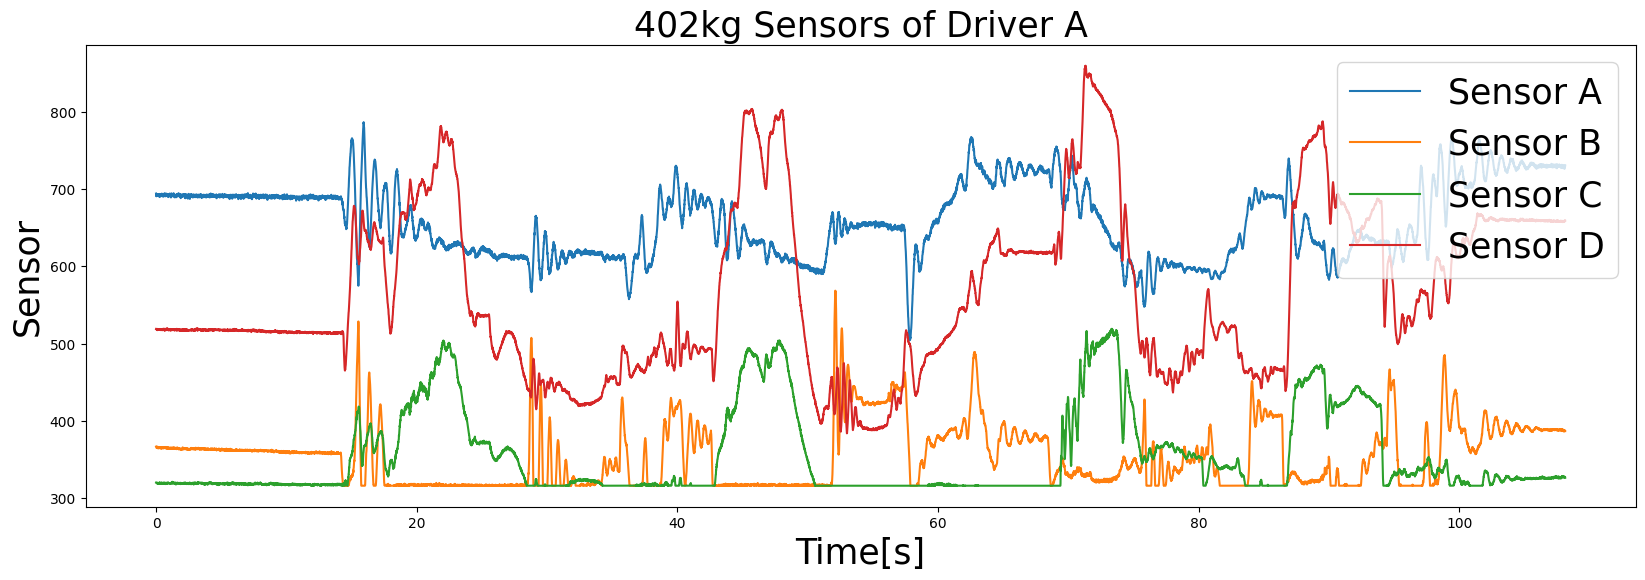 402kg Sensors of Driver A
Sensor
800
700
600
500
400
300
0
20
40
60
80
100
Time[s]
Sensor A
Sensor B
Sensor C
Sensor D